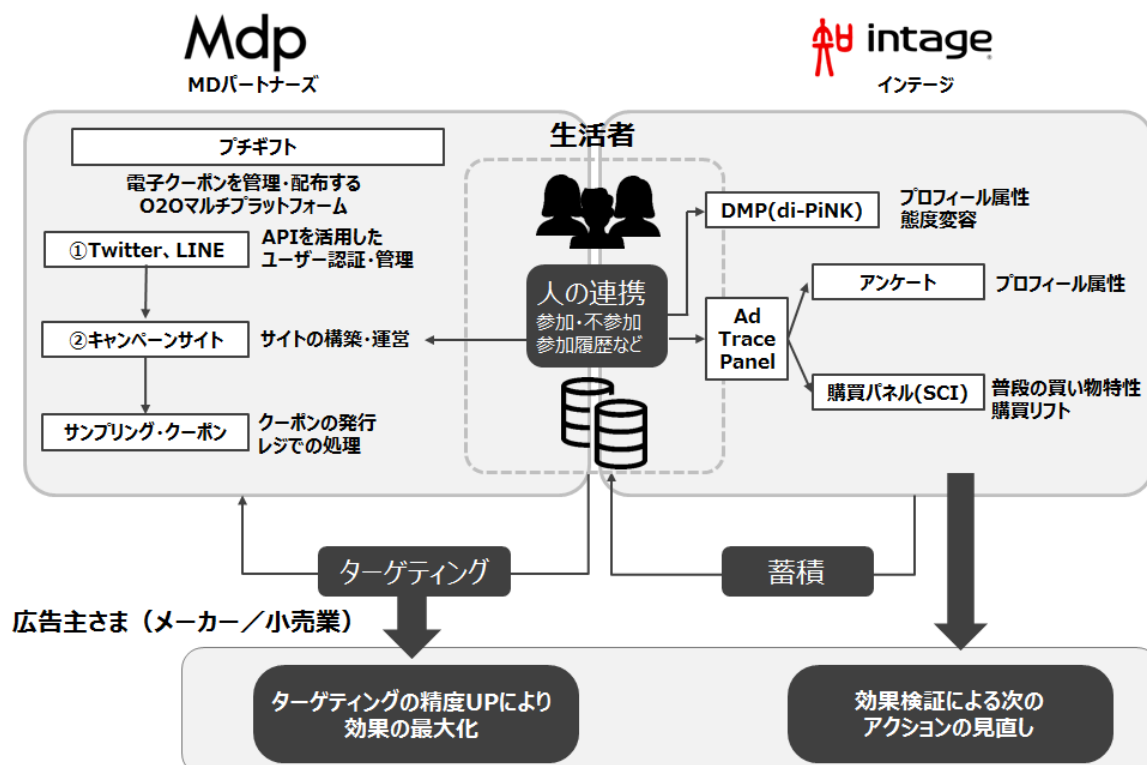 Mdp
MDパートナーズ
intage
インテージ
生活者
プチギフト
電子クーポンを管理・配布する
O2Oマルチプラットフォーム
①Twitter、LINE
APIを活用した
ユーザー認証・管理
②キャンペーンサイト
サイトの構築・運営
サンプリング・クーポン
クーポンの発行
レジでの処理
人の連携
参加・不参加
参加履歴など
DMP(di-PiNK)
プロフィール属性
態度変容
Ad
Trace
Panel
アンケート
プロフィール属性
購買パネル(SCI)
普段の買い物特性
購買リフト
ターゲティング
蓄積
広告主さま（メーカー／小売業）
ターゲティングの精度UPにより
効果の最大化
効果検証による次の
アクションの見直し